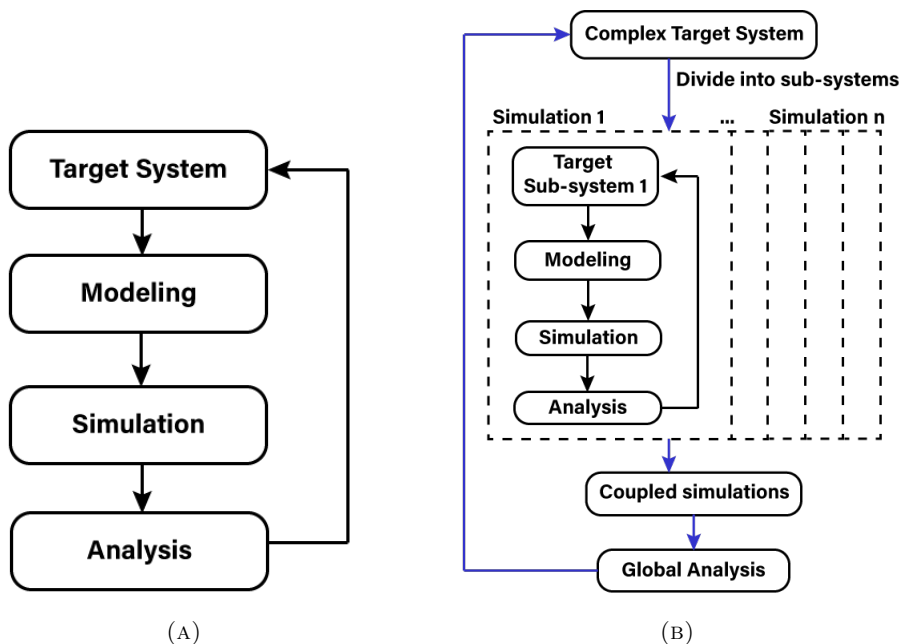 Target System
Modeling
Simulation
Analysis
(A)
Complex Target System
Divide into sub-systems
Simulation 1 ... Simulation n
Target
Sub-system 1
Modeling
Simulation
Analysis
Coupled simulations
Global Analysis
(B)